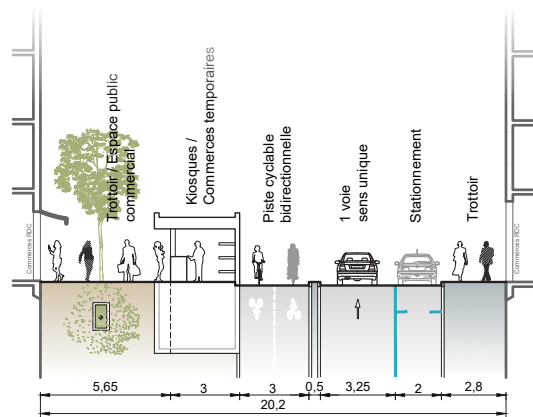 Trottoir / Espace public
commercial
Kiosques /
Commerces temporaires
Piste cyclable
bidirectionnelle
1 voie
sens unique
Stationnement
Trottoir
Commerces RDC
Commerces RDC
5,65
3
3
0,5
3,25
2
2,8
20,2